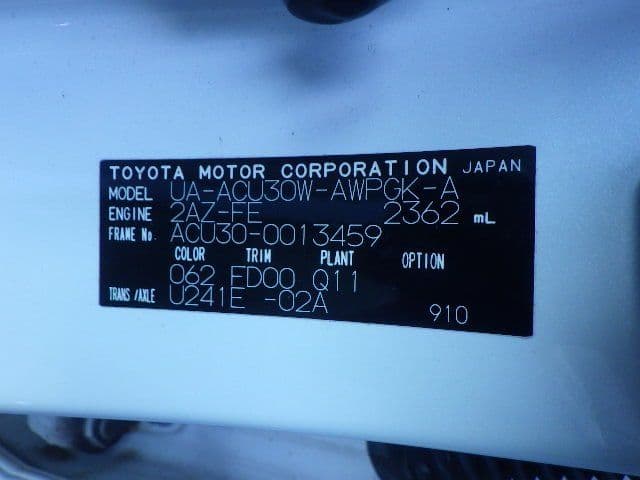 TOYOTA MOTOR CORPORATION JAPAN
MODEL UA-ACU30W-AWPGK-A
ENGINE 2AZ-FE 2362 mL
FRAME No. ACU30-0013459
COLOR TRIM PLANT OPTION
062 FD00 Q11
TRANS/AXLE U241E -02A
910